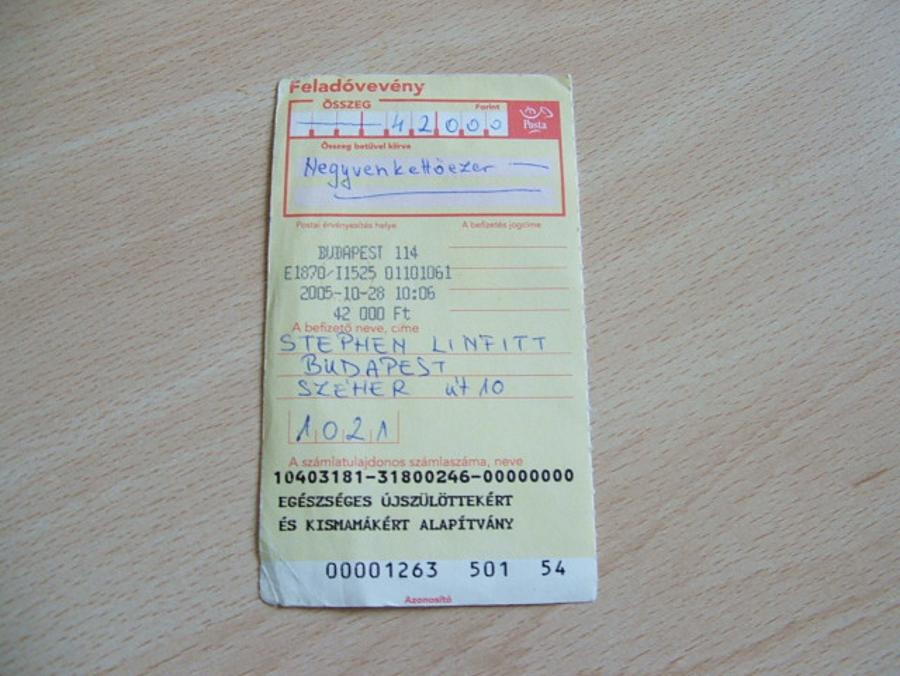 Feladóvevény
ÖSSZEG
Forint
42000
Posta
Összeg betűvel kiírva
Negyvenkettőezer
Postai érvényesítés helye
A befizetés jogcíme
BUDAPEST 114
E1870/I1525 01101061
2005-10-28 10:06
42 000 Ft
A befizető neve, címe
STEPHEN LINFITT
BUDAPEST
SZÉHER út 10
1021
A számlatulajdonos számlaszáma, neve
10403181-31800246-00000000
EGÉSZSÉGES ÚJSZÜLÖTTEKÉRT
ÉS KISMAMÁKÉRT ALAPÍTVÁNY
00001263 501 54
Azonosító